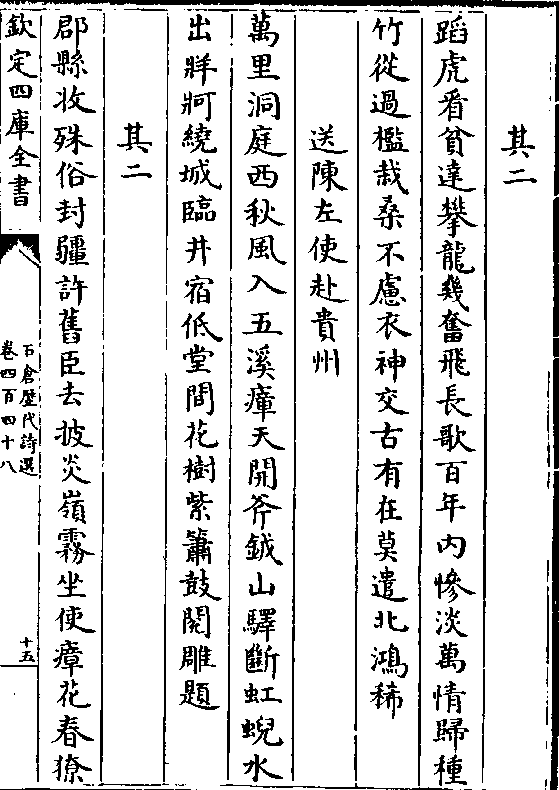 其二
蹈虎看貧達攀龍幾奮飛長歌百年内慘淡萬情歸種
竹從過檻栽桑不慮衣神交古有在莫遣北鴻稀
送陳左使赴貴州
萬里洞庭西秋風入五溪瘴天開斧鉞山驛斷虹蜺水
出牂牁繞城臨井宿低堂間花樹紫簫鼓閱雕題
其二
郡縣收殊俗封疆許舊臣去披炎嶺霧坐使瘴花春獠
欽定四庫全書
石倉歷代詩選
卷四百四十八
十五